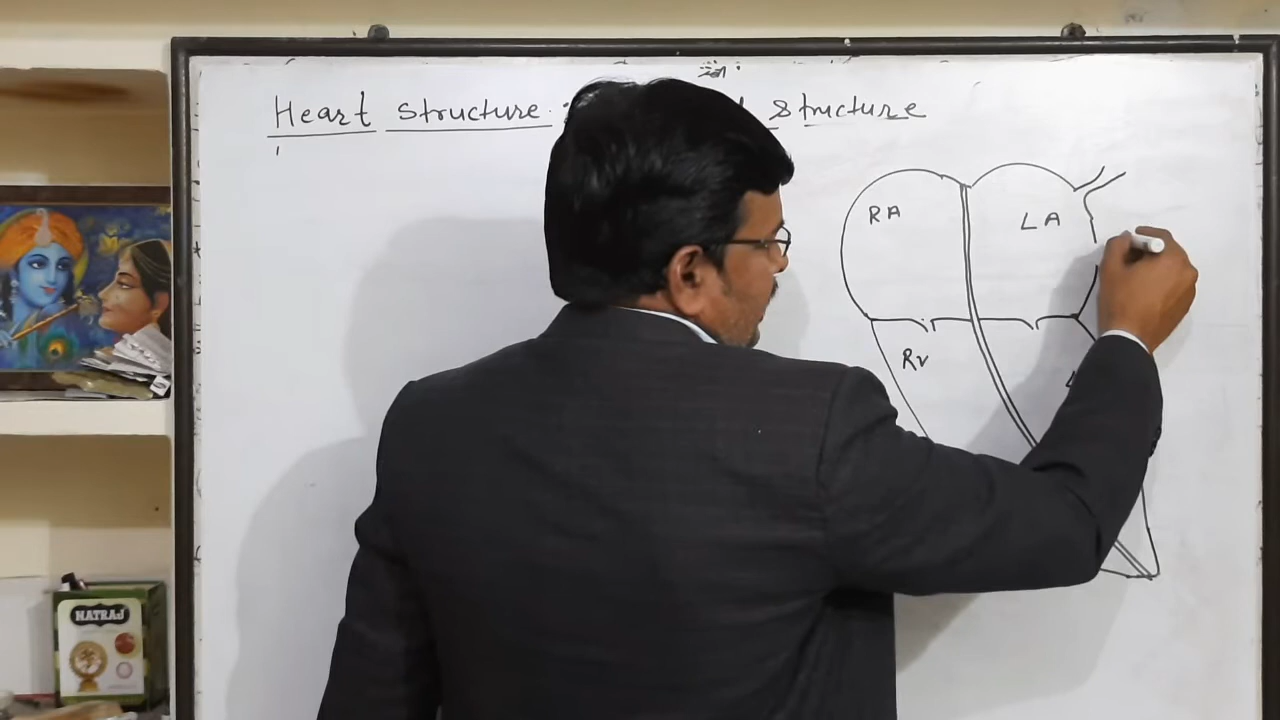 Heart structure :
structure
RA
LA
Rv
NATRAJ